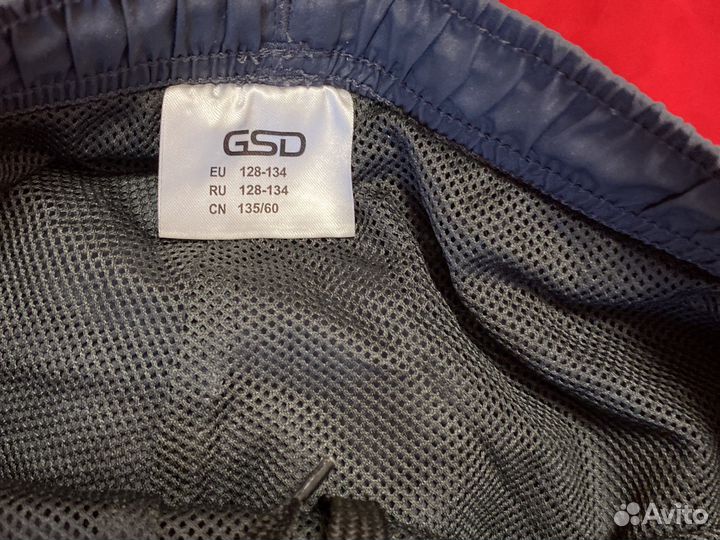 GSD
EU 128-134
RU 128-134
CN 135/60
Avito